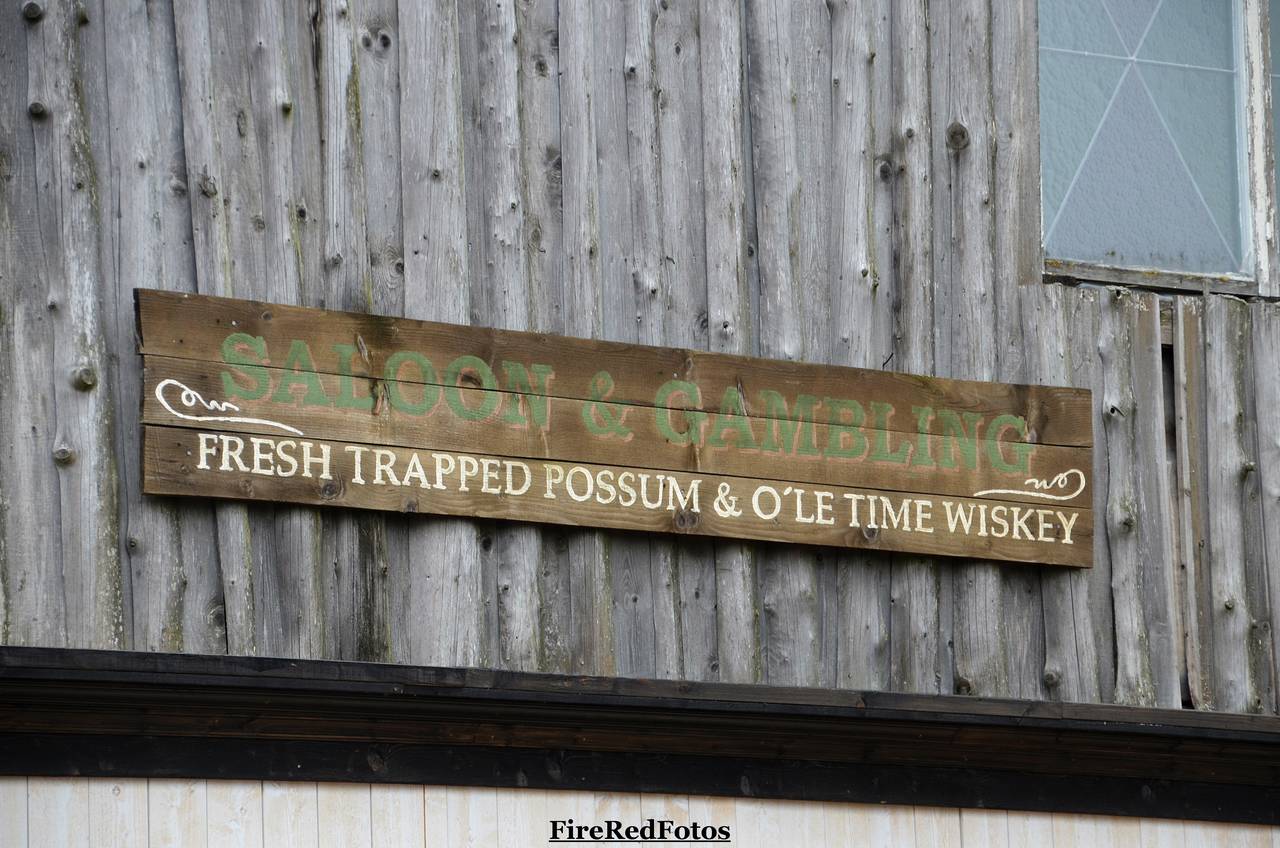 SALOON & GAMBLING
FRESH TRAPPED POSSUM & O´LE TIME WISKEY
FireRedFotos